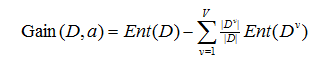 Gain(D,a) = Ent(D) − ∑_{v=1}^{V} |D^v|/|D| Ent(D^v)